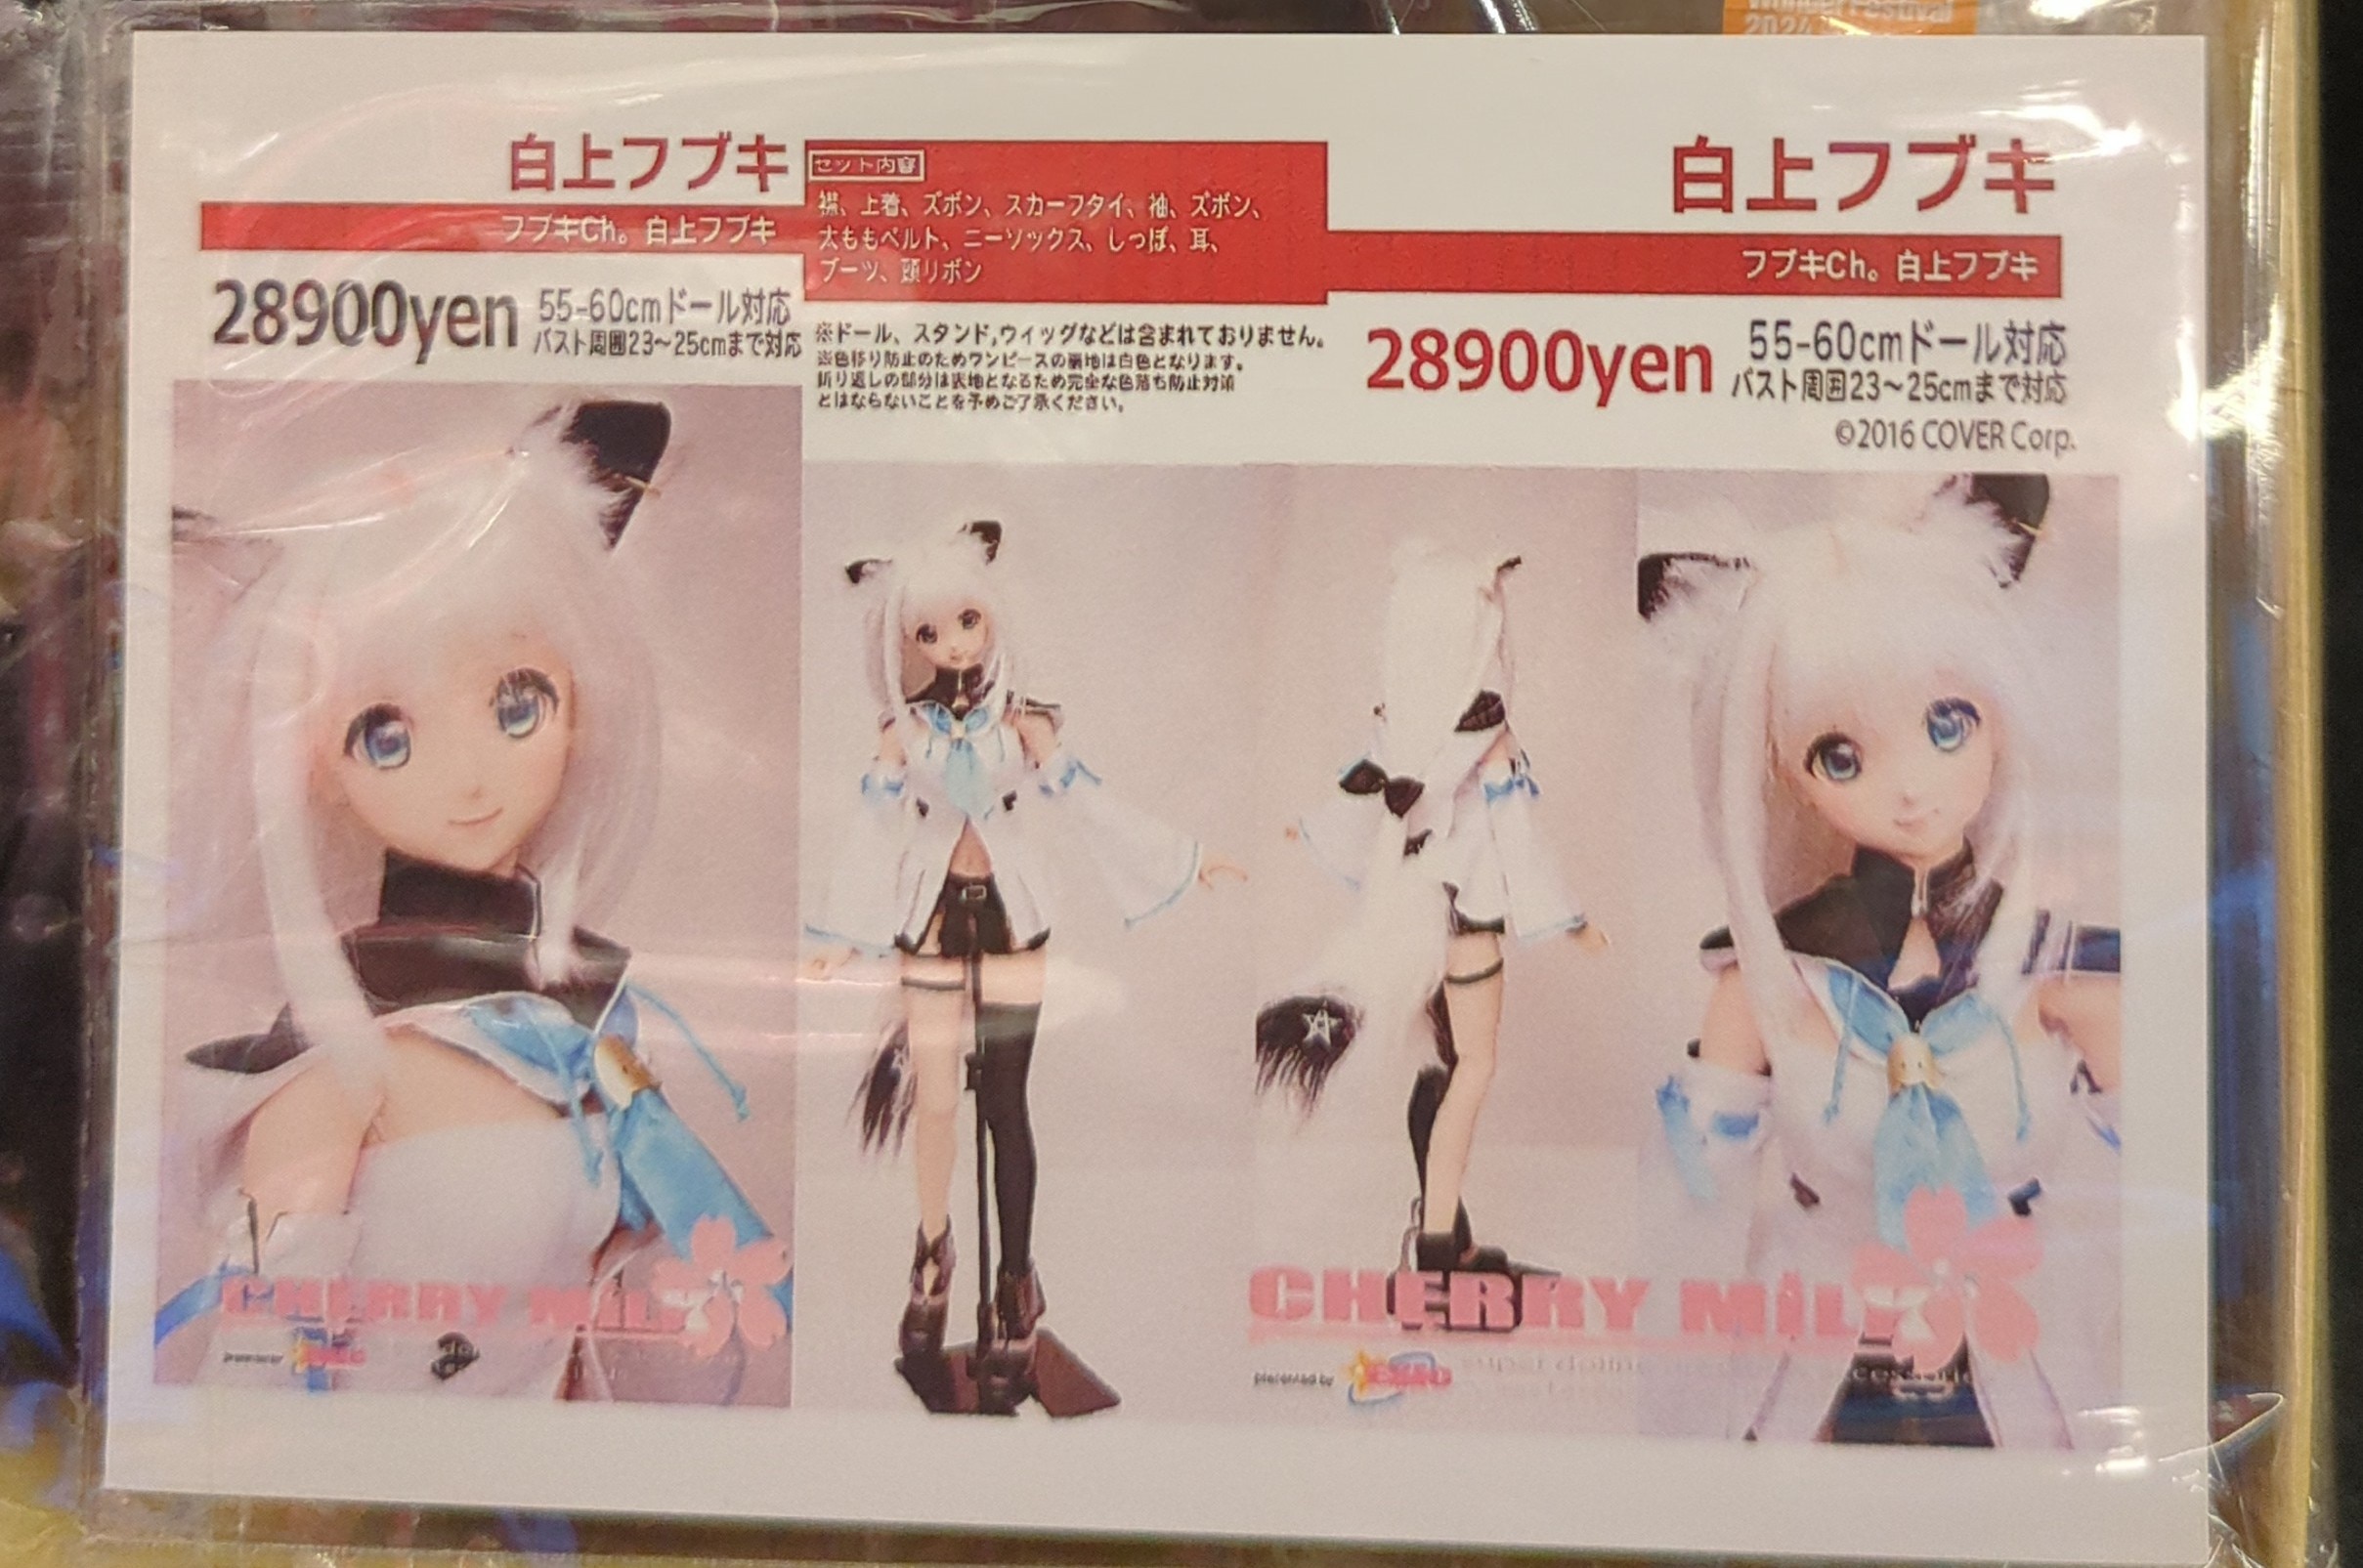 WonderFestival
2024
白上フブキ
フブキCh。白上フブキ
28900yen
55-60cmドール対応
バスト周囲23~25cmまで対応
セット内容
襟、上着、ズボン、スカーフタイ、袖、ズボン、
太ももベルト、ニーソックス、しっぽ、耳、
ブーツ、頭リボン
※ドール、スタンド,ウィッグなどは含まれておりません。
※色移り防止のためワンピースの裏地は白色となります。
折り返しの部分は表地となるため完全な色落ち防止対策
とはならないことを予めご了承ください。
白上フブキ
フブキCh。白上フブキ
28900yen
55-60cmドール対応
バスト周囲23~25cmまで対応
©2016 COVER Corp.
CHERRY MiLK
presented by
CHERRY MiLK
presented by